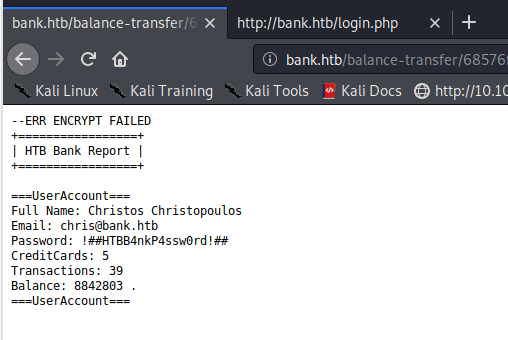 bank.htb/balance-transfer/6
http://bank.htb/login.php
bank.htb/balance-transfer/68576f
Kali Linux
Kali Training
Kali Tools
Kali Docs
http://10.10
--ERR ENCRYPT FAILED
+=================+
| HTB Bank Report |
+=================+
===UserAccount===
Full Name: Christos Christopoulos
Email: chris@bank.htb
Password: !##HTBB4nkP4ssw0rd!##
CreditCards: 5
Transactions: 39
Balance: 8842803 .
===UserAccount===